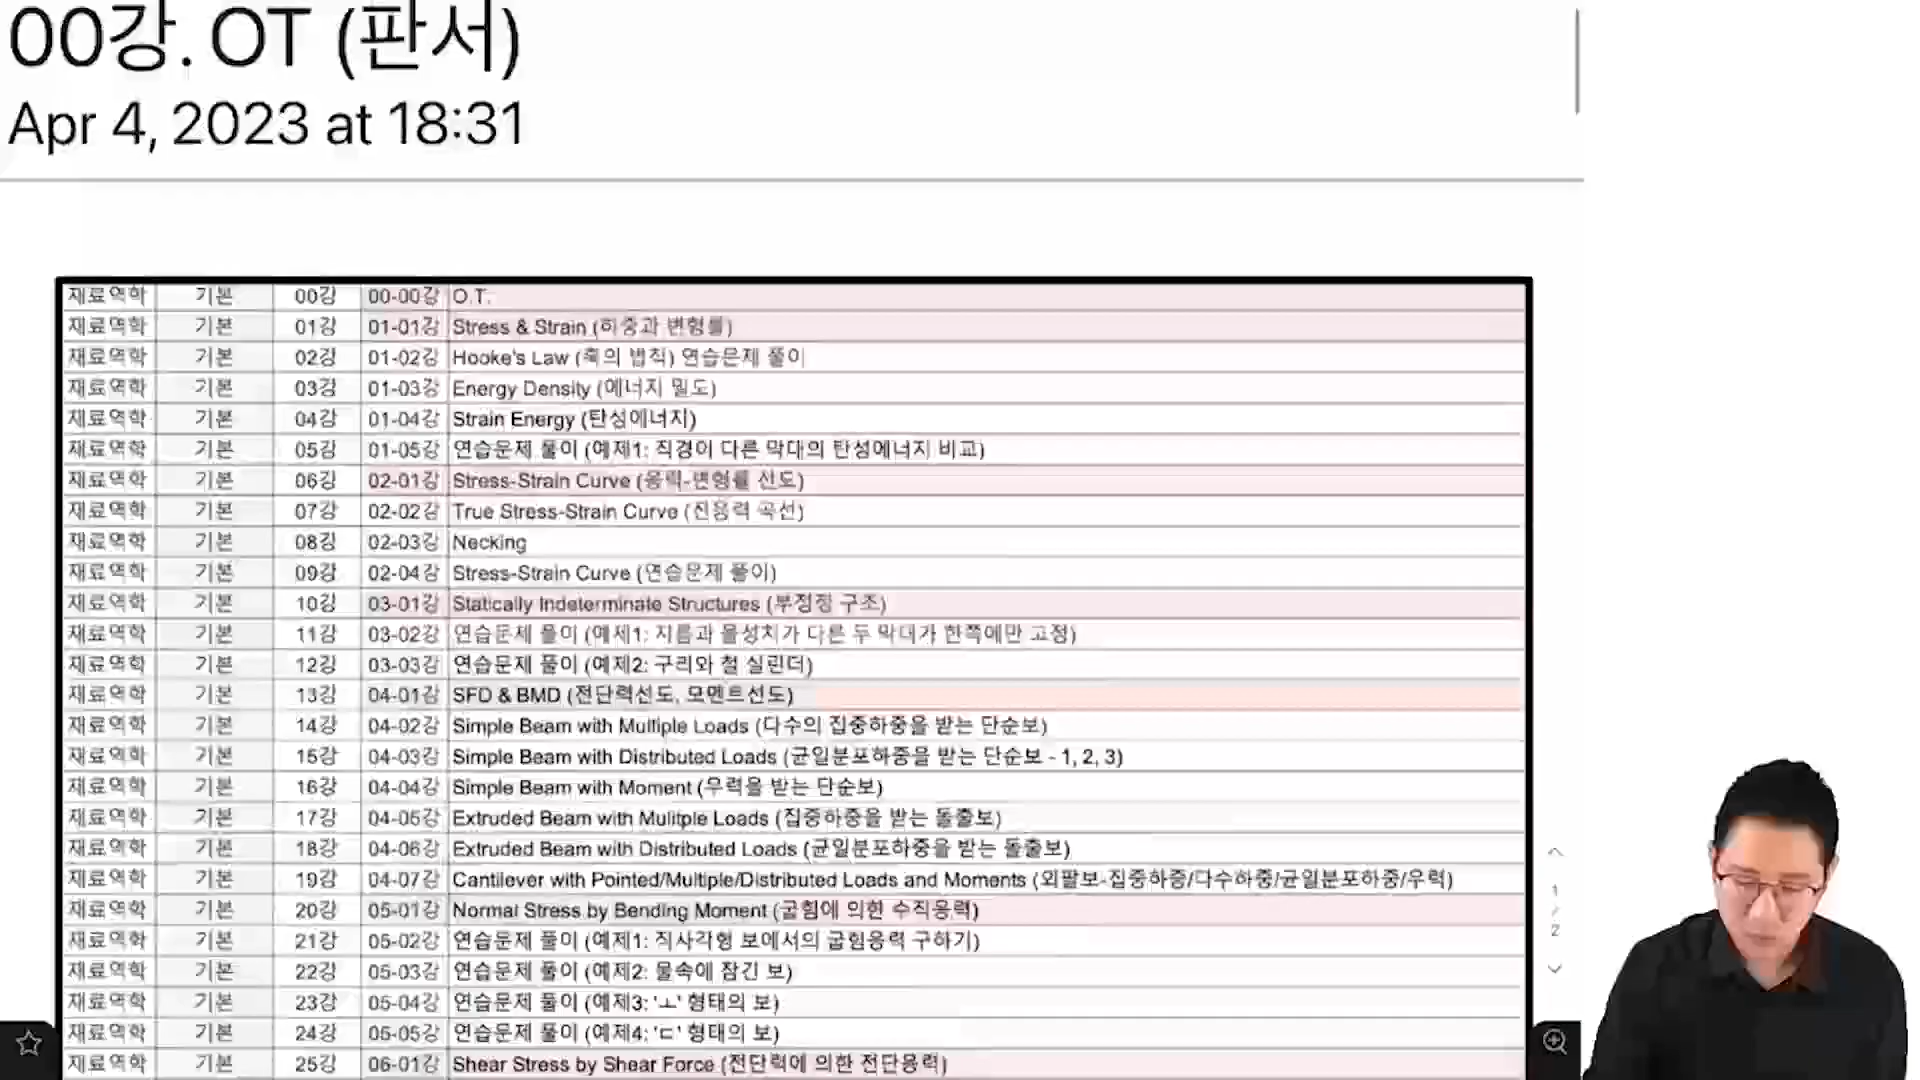 00강. OT (판서)
Apr 4, 2023 at 18:31
재료역학 기본 00강 00-00강 O.T.
재료역학 기본 01강 01-01강 Stress & Strain (하중과 변형률)
재료역학 기본 02강 01-02강 Hooke's Law (훅의 법칙) 연습문제 풀이
재료역학 기본 03강 01-03강 Energy Density (에너지 밀도)
재료역학 기본 04강 01-04강 Strain Energy (탄성에너지)
재료역학 기본 05강 01-05강 연습문제 풀이 (예제1: 직경이 다른 막대의 탄성에너지 비교)
재료역학 기본 06강 02-01강 Stress-Strain Curve (응력-변형률 선도)
재료역학 기본 07강 02-02강 True Stress-Strain Curve (진응력 곡선)
재료역학 기본 08강 02-03강 Necking
재료역학 기본 09강 02-04강 Stress-Strain Curve (연습문제 풀이)
재료역학 기본 10강 03-01강 Statically Indeterminate Structures (부정정 구조)
재료역학 기본 11강 03-02강 연습문제 풀이 (예제1: 지름과 물성치가 다른 두 막대가 한쪽에만 고정)
재료역학 기본 12강 03-03강 연습문제 풀이 (예제2: 구리와 철 실린더)
재료역학 기본 13강 04-01강 SFD & BMD (전단력선도, 모멘트선도)
재료역학 기본 14강 04-02강 Simple Beam with Multiple Loads (다수의 집중하중을 받는 단순보)
재료역학 기본 15강 04-03강 Simple Beam with Distributed Loads (균일분포하중을 받는 단순보 - 1, 2, 3)
재료역학 기본 16강 04-04강 Simple Beam with Moment (우력을 받는 단순보)
재료역학 기본 17강 04-05강 Extruded Beam with Mulitple Loads (집중하중을 받는 돌출보)
재료역학 기본 18강 04-06강 Extruded Beam with Distributed Loads (균일분포하중을 받는 돌출보)
재료역학 기본 19강 04-07강 Cantilever with Pointed/Multiple/Distributed Loads and Moments (외팔보-집중하중/다수하중/균일분포하중/우력)
재료역학 기본 20강 05-01강 Normal Stress by Bending Moment (굽힘에 의한 수직응력)
재료역학 기본 21강 05-02강 연습문제 풀이 (예제1: 직사각형 보에서의 굽힘응력 구하기)
재료역학 기본 22강 05-03강 연습문제 풀이 (예제2: 물속에 잠긴 보)
재료역학 기본 23강 05-04강 연습문제 풀이 (예제3: 'ㅗ' 형태의 보)
재료역학 기본 24강 05-05강 연습문제 풀이 (예제4: 'ㄷ' 형태의 보)
재료역학 기본 25강 06-01강 Shear Stress by Shear Force (전단력에 의한 전단응력)
1
/
2